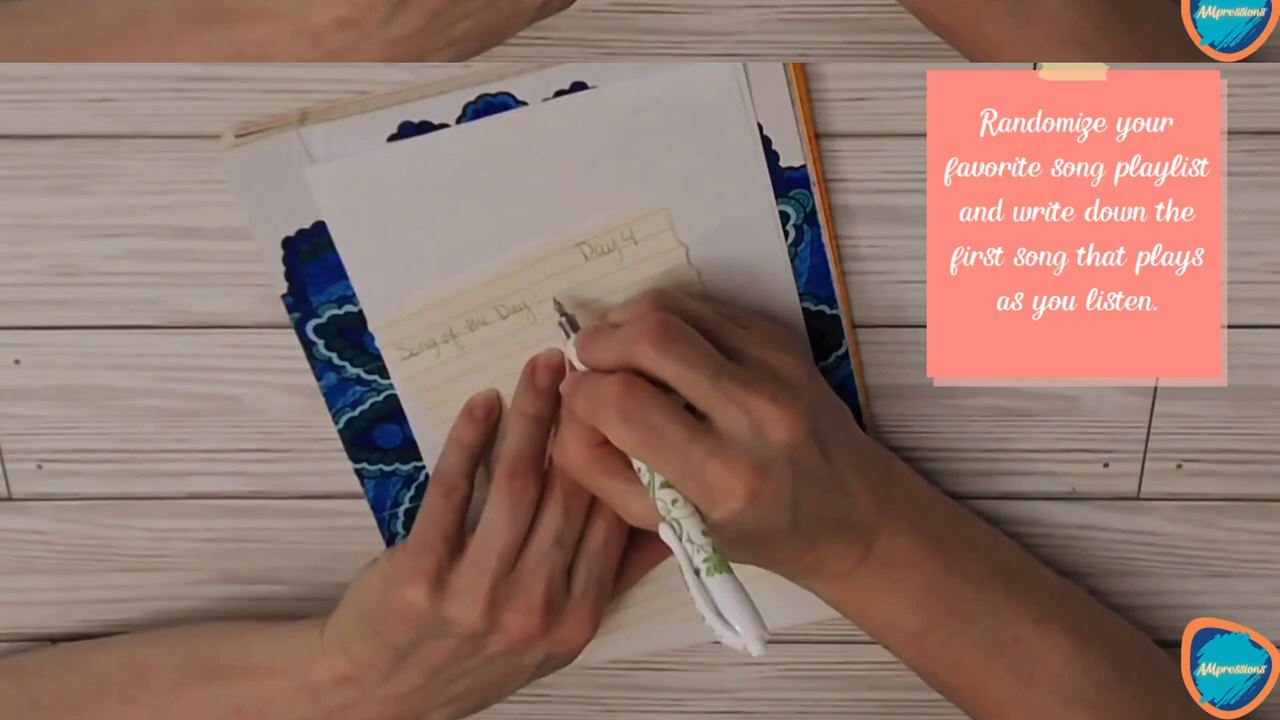 AMpressions
Randomize your
favorite song playlist
and write down the
first song that plays
as you listen.
Day 4
Song of the Day:
AMpressions